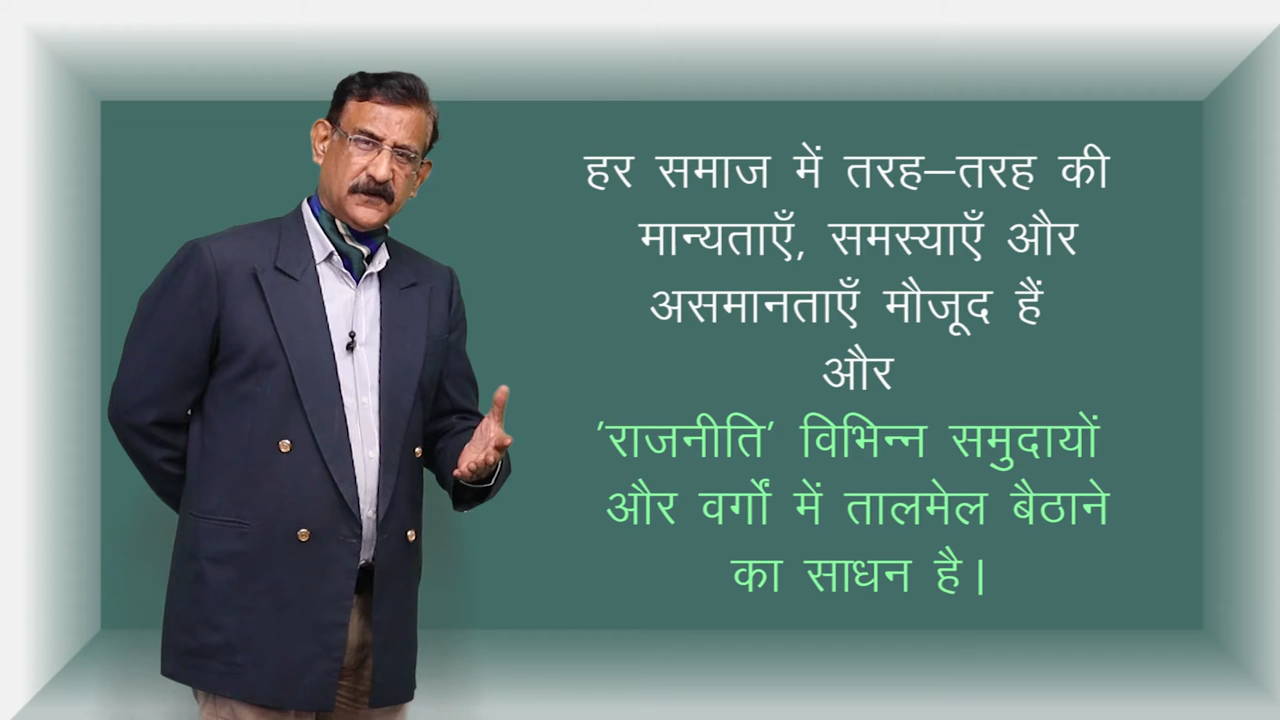 हर समाज में तरह–तरह की
मान्यताएँ, समस्याएँ और
असमानताएँ मौजूद हैं
और
'राजनीति' विभिन्न समुदायों
और वर्गों में तालमेल बैठाने
का साधन है।